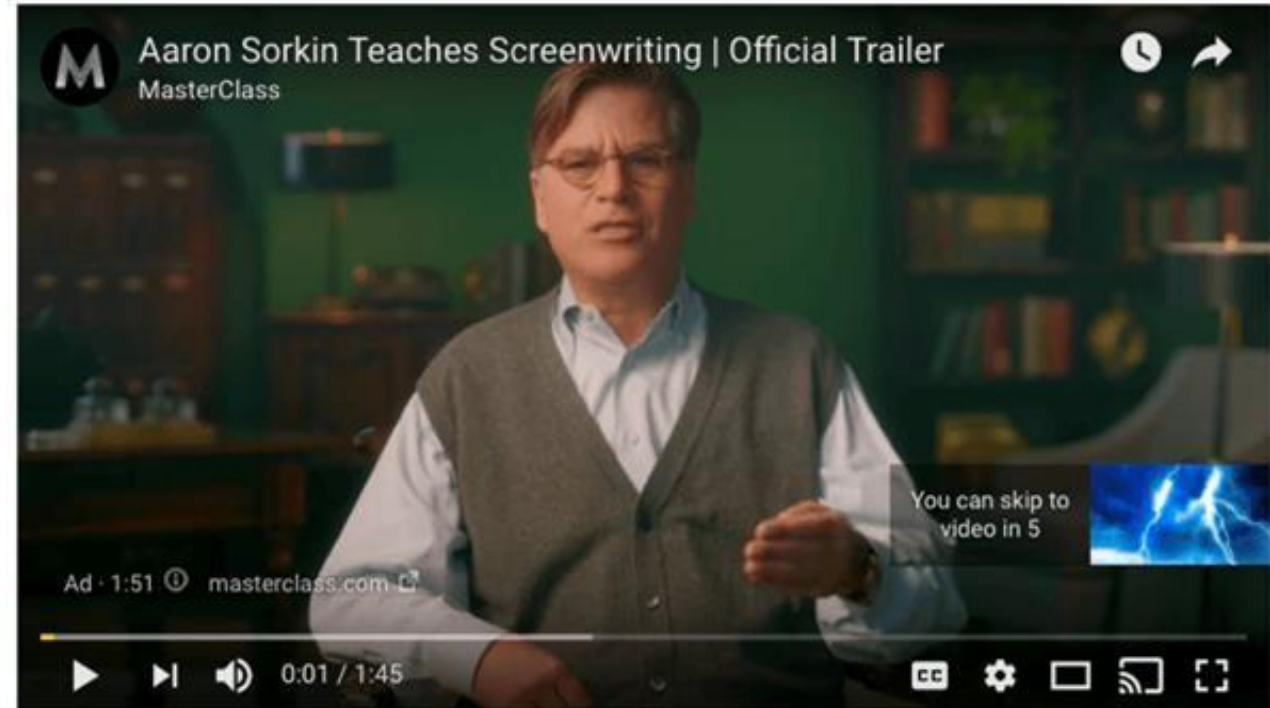 M
Aaron Sorkin Teaches Screenwriting | Official Trailer
MasterClass
You can skip to
video in 5
Ad · 1:51 masterclass.com
0:01 / 1:45
CC